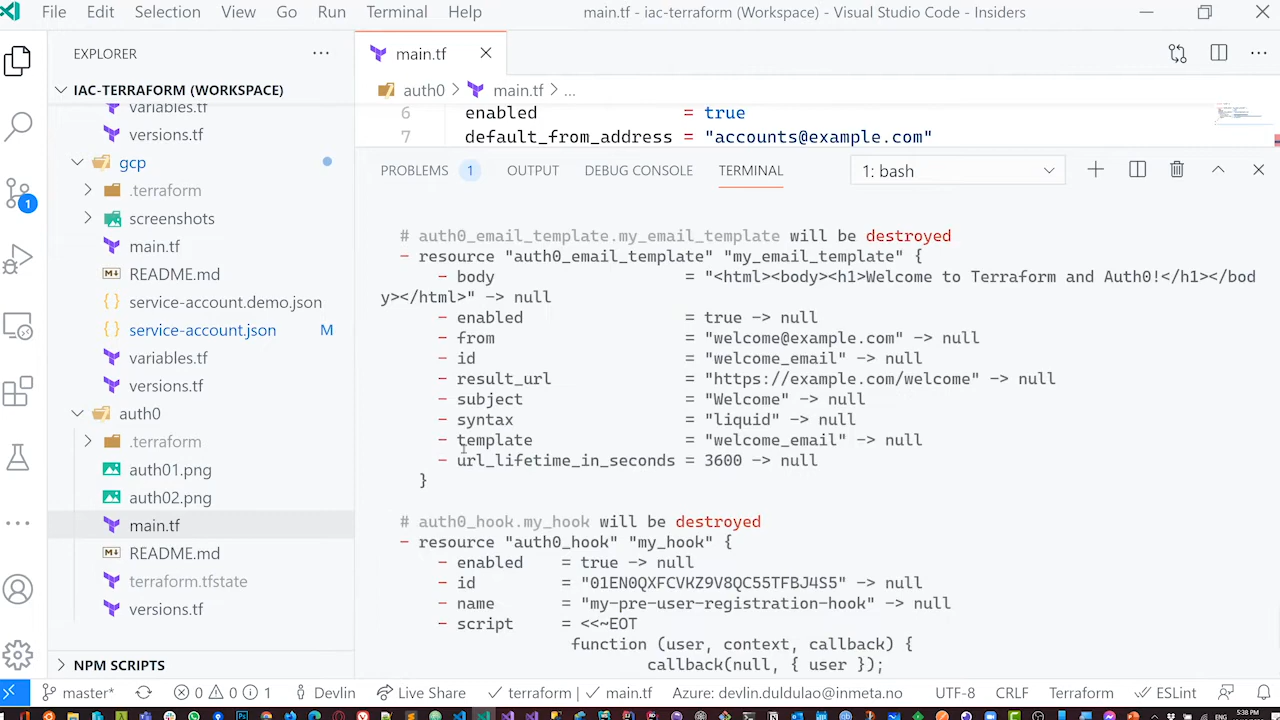 File Edit Selection View Go Run Terminal Help main.tf - iac-terraform (Workspace) - Visual Studio Code - Insiders
EXPLORER
IAC-TERRAFORM (WORKSPACE)
variables.tf
versions.tf
gcp
.terraform
screenshots
main.tf
README.md
service-account.demo.json
service-account.json M
variables.tf
versions.tf
auth0
.terraform
auth01.png
auth02.png
main.tf
README.md
terraform.tfstate
versions.tf
NPM SCRIPTS
1
main.tf
auth0 > main.tf > ...
6 enabled = true
7 default_from_address = "accounts@example.com"
PROBLEMS 1 OUTPUT DEBUG CONSOLE TERMINAL 1: bash
# auth0_email_template.my_email_template will be destroyed
- resource "auth0_email_template" "my_email_template" {
- body = "<html><body><h1>Welcome to Terraform and Auth0!</h1></bod
y></html>" -> null
- enabled = true -> null
- from = "welcome@example.com" -> null
- id = "welcome_email" -> null
- result_url = "https://example.com/welcome" -> null
- subject = "Welcome" -> null
- syntax = "liquid" -> null
- template = "welcome_email" -> null
- url_lifetime_in_seconds = 3600 -> null
}
# auth0_hook.my_hook will be destroyed
- resource "auth0_hook" "my_hook" {
- enabled = true -> null
- id = "01EN0QXFCVKZ9V8QC55TFBJ4S5" -> null
- name = "my-pre-user-registration-hook" -> null
- script = <<~EOT
function (user, context, callback) {
callback(null, { user });
master* 0 0 1 Devlin Live Share terraform | main.tf Azure: devlin.duldulao@inmeta.no UTF-8 CRLF Terraform ESLint
5:38 PM